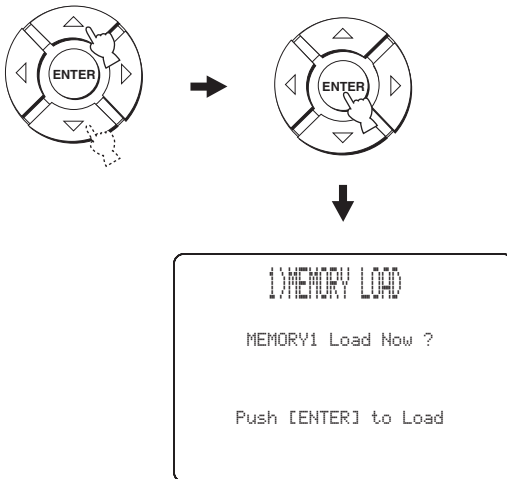 ENTER
ENTER
1)MEMORY LOAD
MEMORY1 Load Now ?
Push [ENTER] to Load